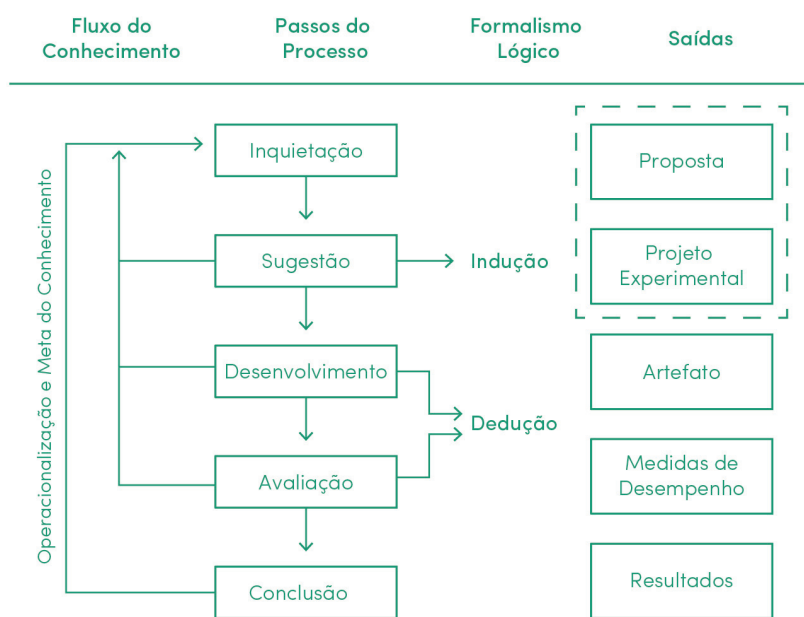 Fluxo do
Conhecimento
Passos do
Processo
Formalismo
Lógico
Saídas
Operacionalização e Meta do Conhecimento
Inquietação
Proposta
Sugestão
Indução
Projeto
Experimental
Desenvolvimento
Artefato
Dedução
Avaliação
Medidas de
Desempenho
Conclusão
Resultados